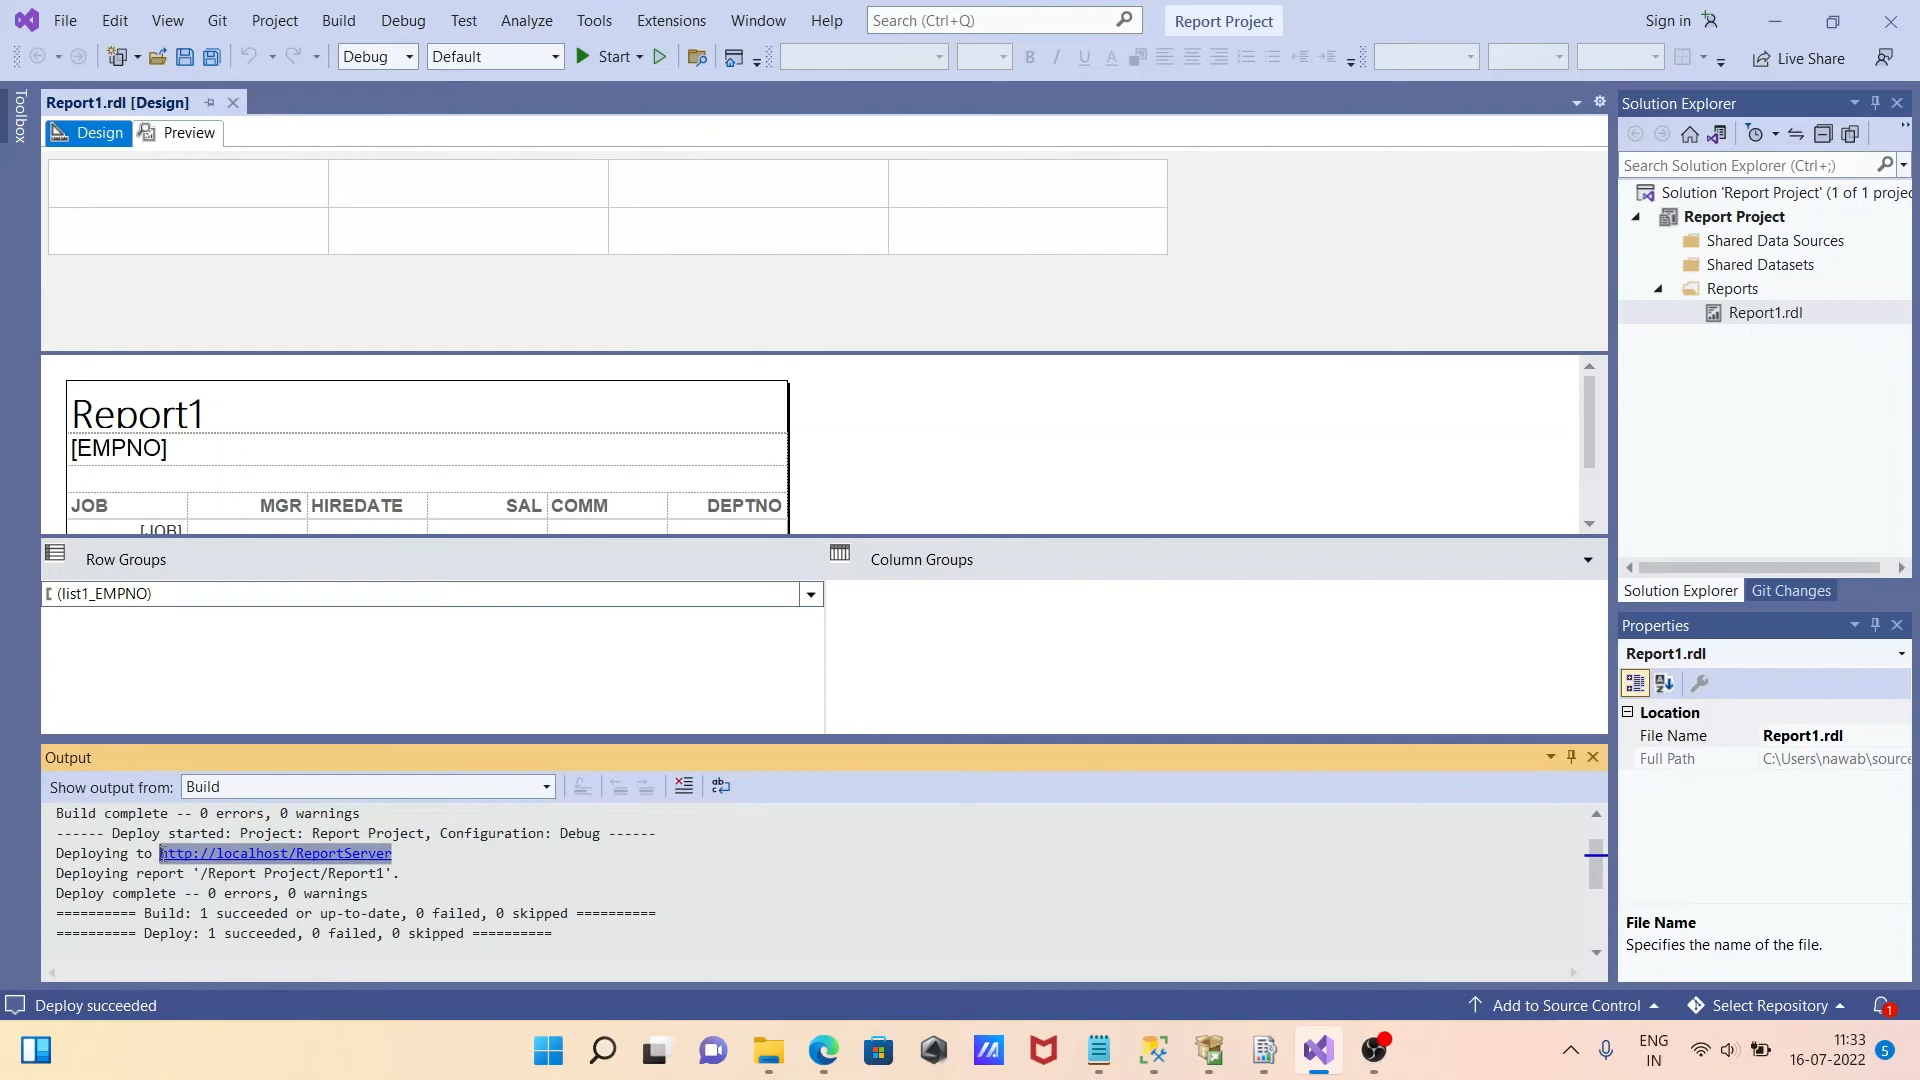 File Edit View Git Project Build Debug Test Analyze Tools Extensions Window Help Search (Ctrl+Q) Report Project Sign in
Debug Default Start Live Share
Toolbox
Report1.rdl [Design]
Design Preview
Report1
[EMPNO]
JOB MGR HIREDATE SAL COMM DEPTNO
[JOB]
Row Groups Column Groups
(list1_EMPNO)
Output
Show output from: Build
Build complete -- 0 errors, 0 warnings
------ Deploy started: Project: Report Project, Configuration: Debug ------
Deploying to http://localhost/ReportServer
Deploying report '/Report Project/Report1'.
Deploy complete -- 0 errors, 0 warnings
========== Build: 1 succeeded or up-to-date, 0 failed, 0 skipped ==========
========== Deploy: 1 succeeded, 0 failed, 0 skipped ==========
Solution Explorer
Search Solution Explorer (Ctrl+;)
Solution 'Report Project' (1 of 1 projec
Report Project
Shared Data Sources
Shared Datasets
Reports
Report1.rdl
Solution Explorer Git Changes
Properties
Report1.rdl
Location
File Name Report1.rdl
Full Path C:\Users\nawab\source
File Name
Specifies the name of the file.
Deploy succeeded Add to Source Control Select Repository 1
ENG
IN
11:33
16-07-2022
5